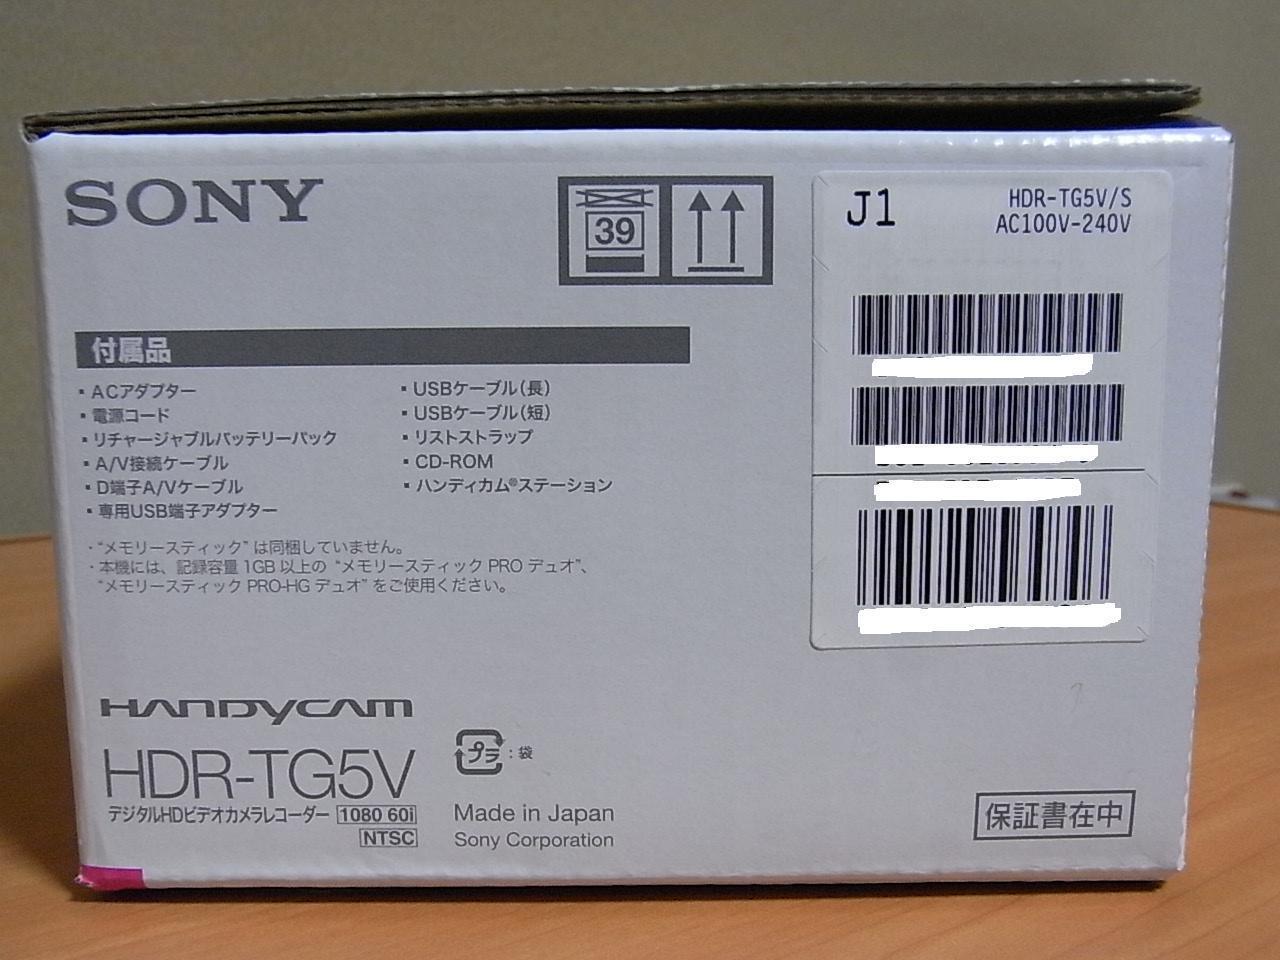 SONY
39
J1
HDR-TG5V/S
AC100V-240V
付属品
▪ ACアダプター
▪ 電源コード
▪ リチャージャブルバッテリーパック
▪ A/V接続ケーブル
▪ D端子A/Vケーブル
▪ 専用USB端子アダプター
▪ USBケーブル(長)
▪ USBケーブル(短)
▪ リストストラップ
▪ CD-ROM
▪ ハンディカム®ステーション
・“メモリースティック” は同梱していません。
・本機には、記録容量 1GB 以上の “メモリースティック PRO デュオ”、
“メモリースティック PRO-HG デュオ” をご使用ください。
HANDYCAM
HDR-TG5V
デジタルHDビデオカメラレコーダー 1080 60i
NTSC
プラ : 袋
Made in Japan
Sony Corporation
保証書在中